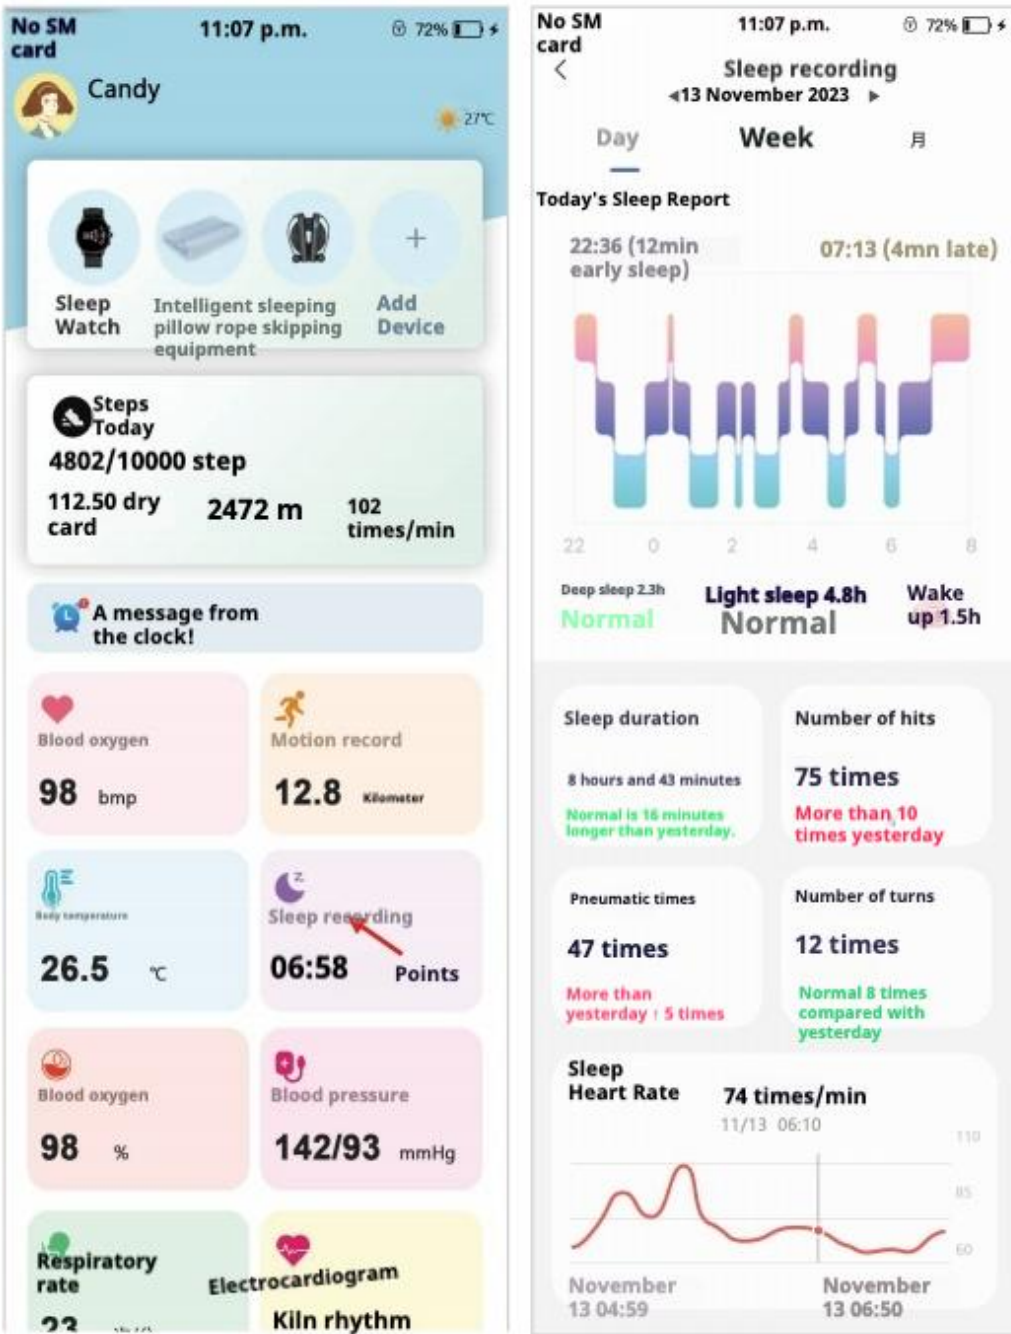 No SM
card
11:07 p.m.
72%
Candy
27℃
Sleep
Watch
Intelligent sleeping
pillow rope skipping
equipment
Add
Device
Steps
Today
4802/10000 step
112.50 dry
card
2472 m
102
times/min
A message from
the clock!
Blood oxygen
98 bmp
Motion record
12.8 Kilometer
Body temperature
26.5 ℃
Sleep recording
06:58 Points
Blood oxygen
98 %
Blood pressure
142/93 mmHg
Respiratory
rate
23
Electrocardiogram
Kiln rhythm
No SM
card
11:07 p.m.
72%
Sleep recording
13 November 2023
Day Week 月
Today's Sleep Report
22:36 (12min
early sleep)
07:13 (4mn late)
22 0 2 4 6 8
Deep sleep 2.3h
Normal
Light sleep 4.8h
Normal
Wake
up 1.5h
Sleep duration
8 hours and 43 minutes
Normal is 16 minutes
longer than yesterday.
Number of hits
75 times
More than 10
times yesterday
Pneumatic times
47 times
More than
yesterday ↑ 5 times
Number of turns
12 times
Normal 8 times
compared with
yesterday
Sleep
Heart Rate
74 times/min
11/13 06:10
110
85
60
November
13 04:59
November
13 06:50